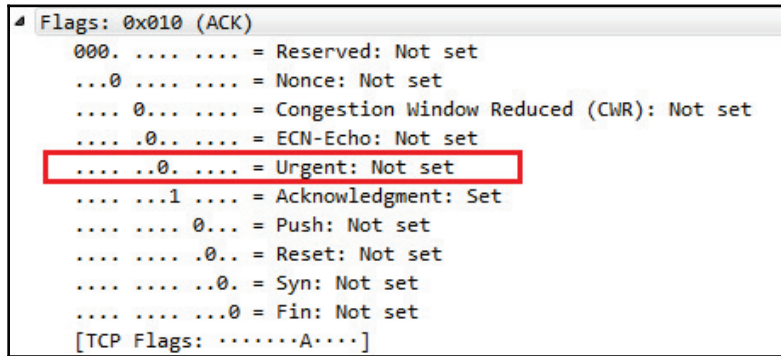 Flags: 0x010 (ACK)
000. .... .... = Reserved: Not set
...0 .... .... = Nonce: Not set
.... 0... .... = Congestion Window Reduced (CWR): Not set
.... .0.. .... = ECN-Echo: Not set
.... ..0. .... = Urgent: Not set
.... ...1 .... = Acknowledgment: Set
.... .... 0... = Push: Not set
.... .... .0.. = Reset: Not set
.... .... ..0. = Syn: Not set
.... .... ...0 = Fin: Not set
[TCP Flags: ·······A····]